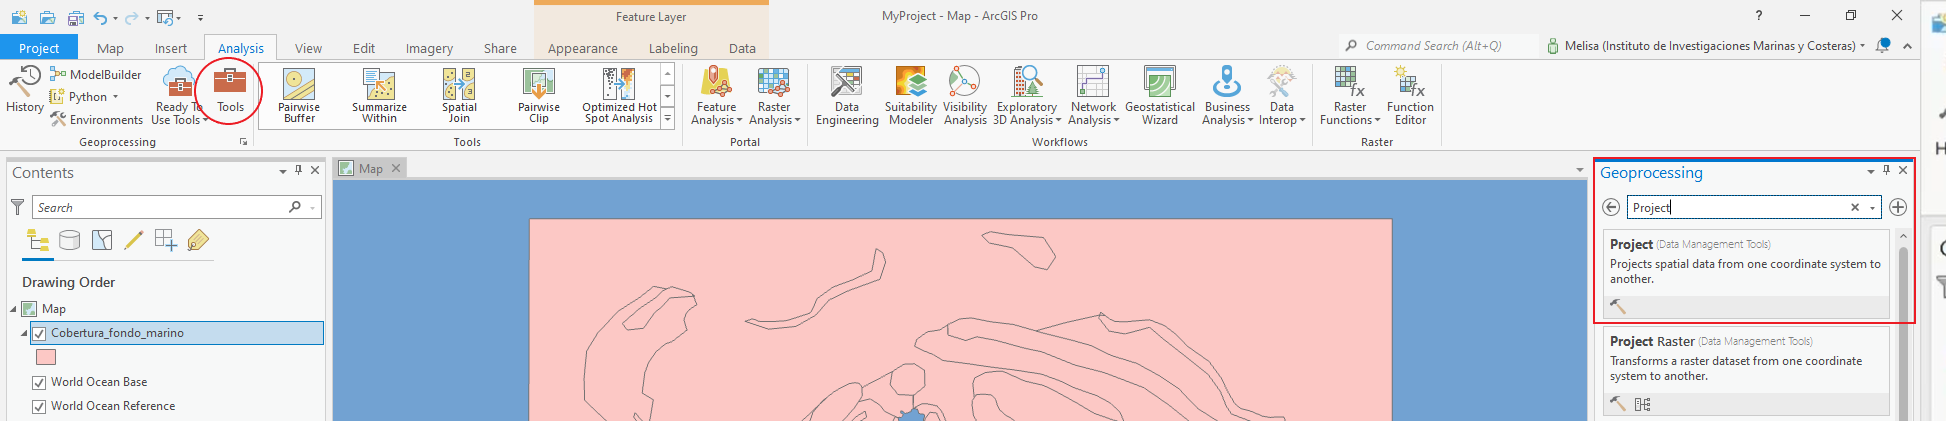 Feature Layer
MyProject - Map - ArcGIS Pro
?
Project Map Insert Analysis View Edit Imagery Share Appearance Labeling Data
Command Search (Alt+Q)
Melisa (Instituto de Investigaciones Marinas y Costeras)
History
ModelBuilder
Python
Environments
Ready To
Use Tools
Tools
Geoprocessing
Pairwise
Buffer
Summarize
Within
Spatial
Join
Pairwise
Clip
Optimized Hot
Spot Analysis
Tools
Feature
Analysis
Raster
Analysis
Portal
Data
Engineering
Suitability
Modeler
Visibility
Analysis
Exploratory
3D Analysis
Network
Analysis
Geostatistical
Wizard
Business
Analysis
Data
Interop
Workflows
Raster
Functions
Function
Editor
Raster
Contents
Search
Drawing Order
Map
Cobertura_fondo_marino
World Ocean Base
World Ocean Reference
Map
Geoprocessing
Project
Project (Data Management Tools)
Projects spatial data from one coordinate system to
another.
Project Raster (Data Management Tools)
Transforms a raster dataset from one coordinate
system to another.